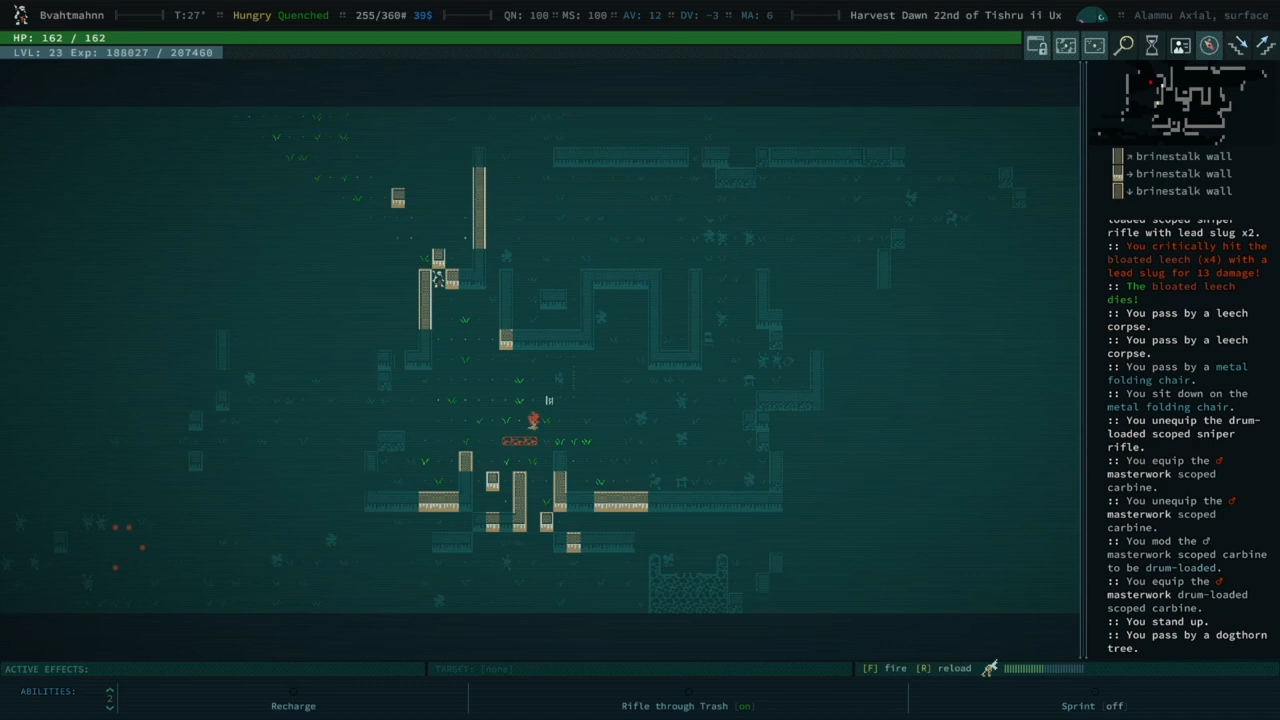 Bvahtmahnn T:27° Hungry Quenched 255/360# 39$ QN: 100 MS: 100 AV: 12 DV: -3 MA: 6 Harvest Dawn 22nd of Tishru ii Ux Alammu Axial, surface
HP: 162 / 162
LVL: 23 Exp: 188027 / 207460
brinestalk wall
brinestalk wall
brinestalk wall
loaded scoped sniper
rifle with lead slug x2.
:: You critically hit the
bloated leech (x4) with a
lead slug for 13 damage!
:: The bloated leech
dies!
:: You pass by a leech
corpse.
:: You pass by a leech
corpse.
:: You pass by a metal
folding chair.
:: You sit down on the
metal folding chair.
:: You unequip the drum-
loaded scoped sniper
rifle.
:: You equip the ♂
masterwork scoped
carbine.
:: You unequip the ♂
masterwork scoped
carbine.
:: You mod the ♂
masterwork scoped carbine
to be drum-loaded.
:: You equip the ♂
masterwork drum-loaded
scoped carbine.
:: You stand up.
:: You pass by a dogthorn
tree.
ACTIVE EFFECTS: TARGET: [none] [F] fire [R] reload
ABILITIES: 2 Recharge Rifle through Trash [on] Sprint [off]